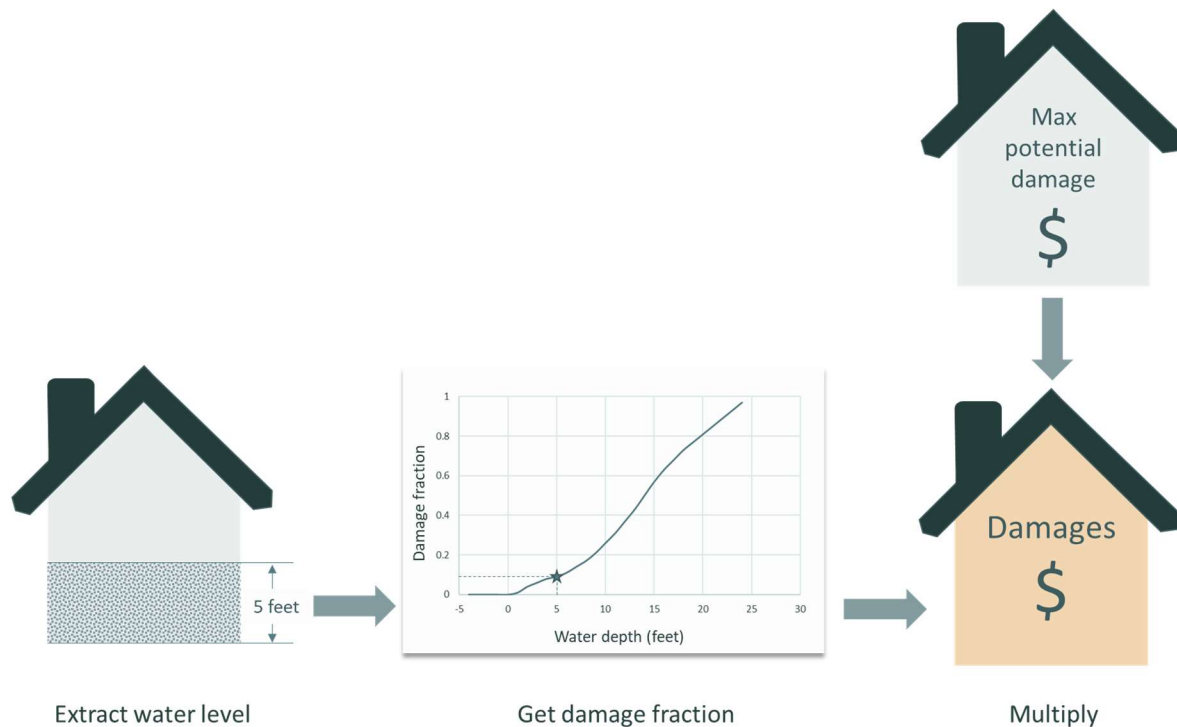 Max
potential
damage
$
5 feet
Damage fraction
1
0.8
0.6
0.4
0.2
0
-5 0 5 10 15 20 25 30
Water depth (feet)
Damages
$
Extract water level
Get damage fraction
Multiply